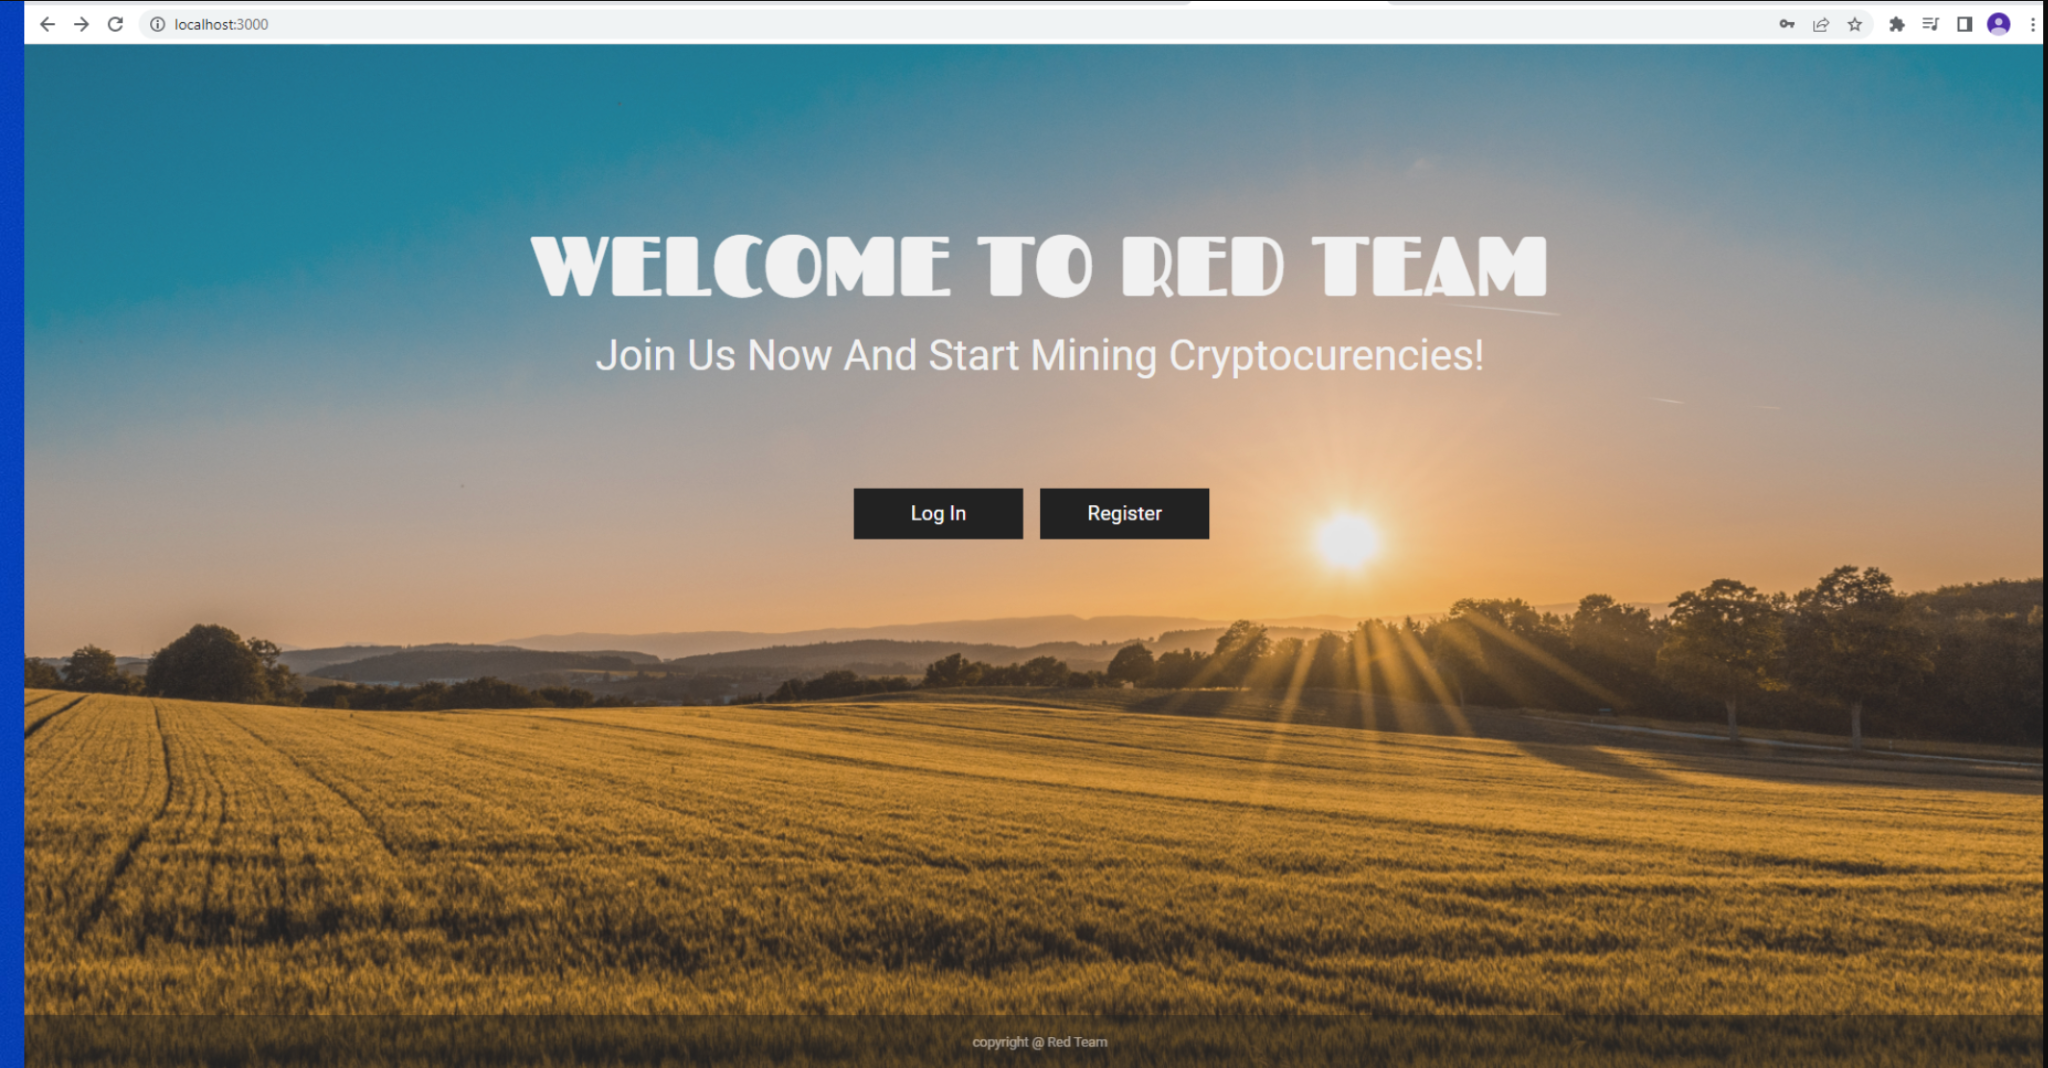 localhost:3000
WELCOME TO RED TEAM
Join Us Now And Start Mining Cryptocurencies!
Log In
Register
copyright @ Red Team